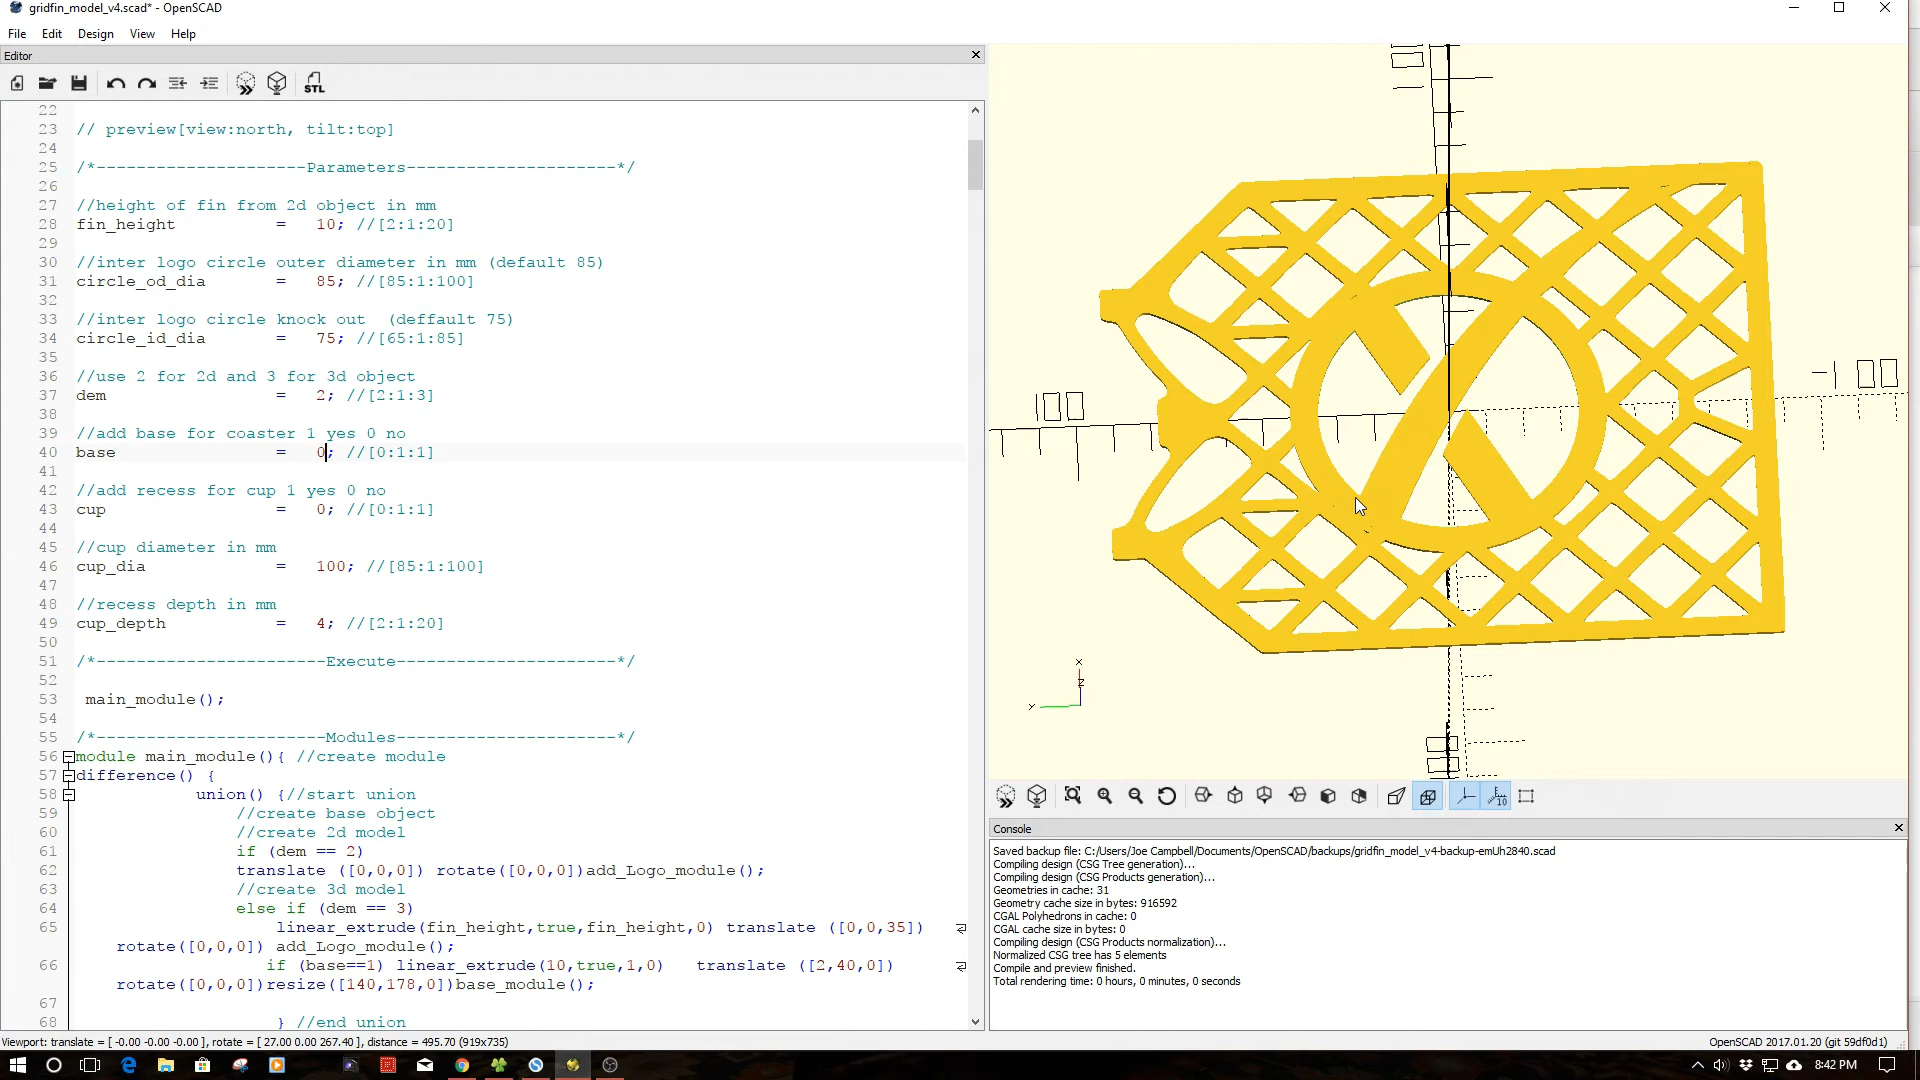 gridfin_model_v4.scad* - OpenSCAD
File Edit Design View Help
Editor
STL
22
23 // preview[view:north, tilt:top]
24
25 /*---------------------Parameters---------------------*/
26
27 //height of fin from 2d object in mm
28 fin_height = 10; //[2:1:20]
29
30 //inter logo circle outer diameter in mm (default 85)
31 circle_od_dia = 85; //[85:1:100]
32
33 //inter logo circle knock out (deffault 75)
34 circle_id_dia = 75; //[65:1:85]
35
36 //use 2 for 2d and 3 for 3d object
37 dem = 2; //[2:1:3]
38
39 //add base for coaster 1 yes 0 no
40 base = 0; //[0:1:1]
41
42 //add recess for cup 1 yes 0 no
43 cup = 0; //[0:1:1]
44
45 //cup diameter in mm
46 cup_dia = 100; //[85:1:100]
47
48 //recess depth in mm
49 cup_depth = 4; //[2:1:20]
50
51 /*-----------------------Execute----------------------*/
52
53 main_module();
54
55 /*-----------------------Modules----------------------*/
56 module main_module(){ //create module
57 difference() {
58 union() {//start union
59 //create base object
60 //create 2d model
61 if (dem == 2)
62 translate ([0,0,0]) rotate([0,0,0])add_Logo_module();
63 //create 3d model
64 else if (dem == 3)
65 linear_extrude(fin_height,true,fin_height,0) translate ([0,0,35])
rotate([0,0,0]) add_Logo_module();
66 if (base==1) linear_extrude(10,true,1,0) translate ([2,40,0])
rotate([0,0,0])resize([140,178,0])base_module();
67
68 } //end union
100
-100
x
z
y
10
Console
Saved backup file: C:/Users/Joe Campbell/Documents/OpenSCAD/backups/gridfin_model_v4-backup-emUh2840.scad
Compiling design (CSG Tree generation)...
Compiling design (CSG Products generation)...
Geometries in cache: 31
Geometry cache size in bytes: 916592
CGAL Polyhedrons in cache: 0
CGAL cache size in bytes: 0
Compiling design (CSG Products normalization)...
Normalized CSG tree has 5 elements
Compile and preview finished.
Total rendering time: 0 hours, 0 minutes, 0 seconds
Viewport: translate = [ -0.00 -0.00 -0.00 ], rotate = [ 27.00 0.00 267.40 ], distance = 495.70 (919x735)
OpenSCAD 2017.01.20 (git 59df0d1)
8:42 PM